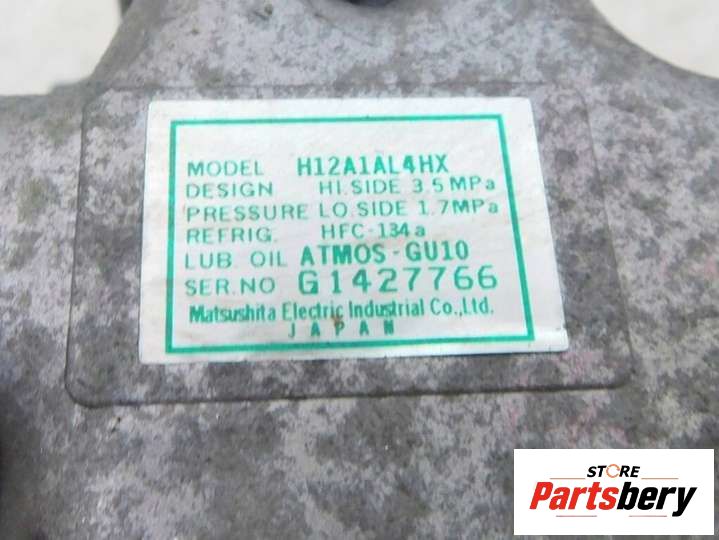 MODEL H12A1AL4HX
DESIGN HI.SIDE 3.5MPa
PRESSURE LO.SIDE 1.7MPa
REFRIG. HFC-134a
LUB. OIL ATMOS-GU10
SER.NO G1427766
Matsushita Electric Industrial Co.,Ltd.
JAPAN
STORE
Partsbery